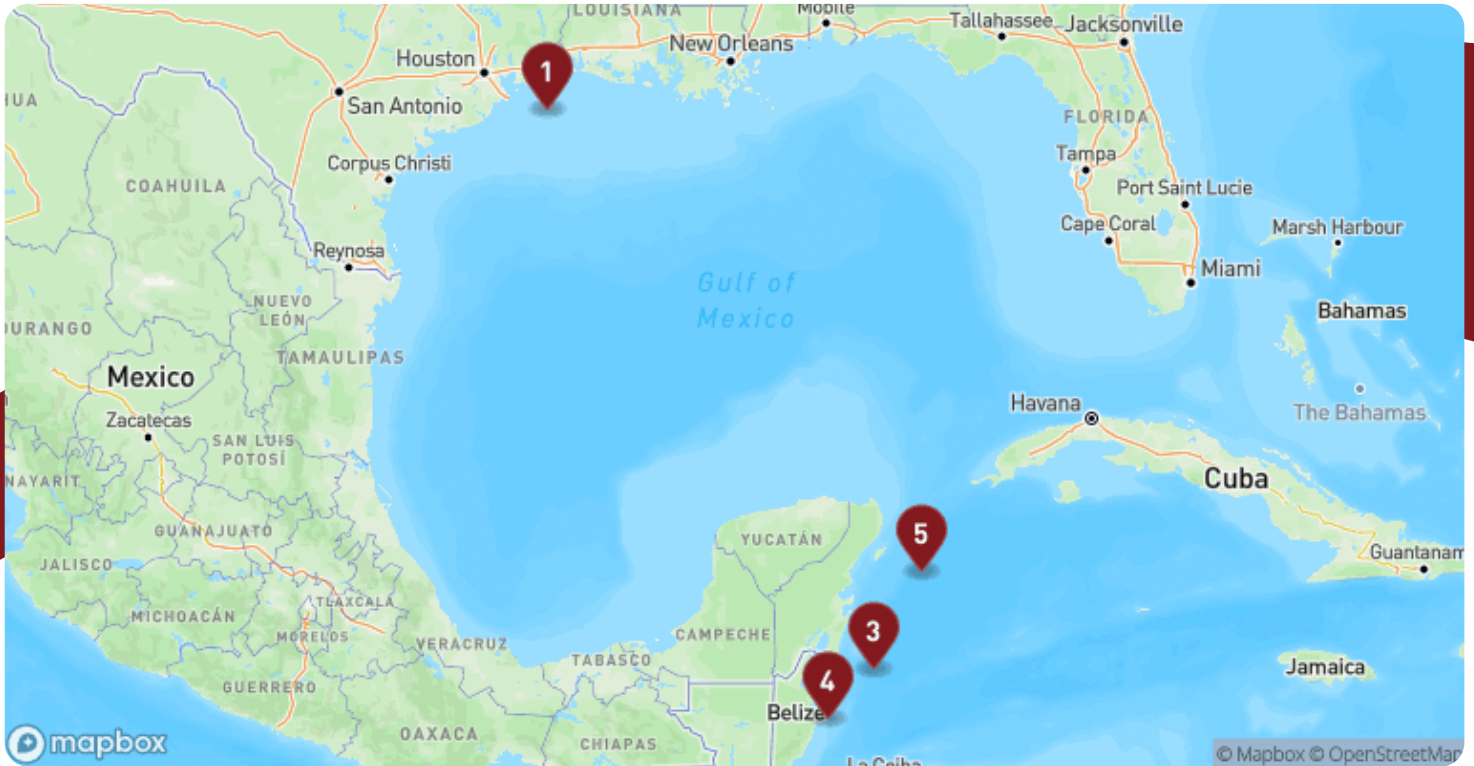 LOUISIANA
Mobile
Tallahassee
Jacksonville
New Orleans
Houston
1
San Antonio
HUA
FLORIDA
Corpus Christi
Tampa
COAHUILA
Port Saint Lucie
Cape Coral
Marsh Harbour
Reynosa
Miami
Gulf of
Mexico
NUEVO
LEÓN
Bahamas
DURANGO
TAMAULIPAS
Mexico
Havana
The Bahamas
Zacatecas
SAN LUIS
POTOSÍ
Cuba
NAYARIT
GUANAJUATO
YUCATÁN
5
Guantanam
JALISCO
TLAXCALA
MICHOACÁN
MORELOS
VERACRUZ
CAMPECHE
3
TABASCO
Jamaica
GUERRERO
4
Belize
OAXACA
CHIAPAS
mapbox
© Mapbox © OpenStreetMap
La Ceiba